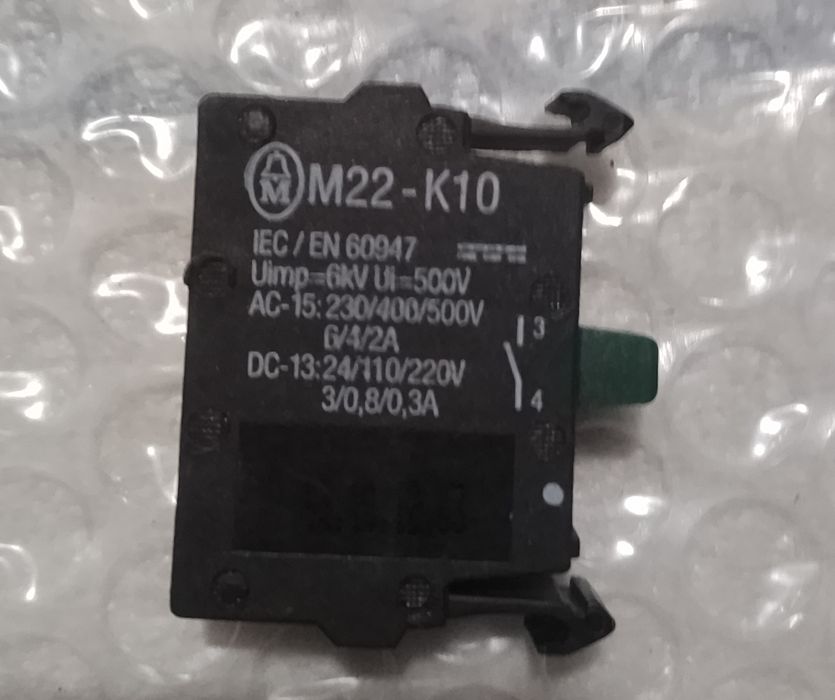 M M22-K10
IEC / EN 60947
Uimp=6kV Ui=500V
AC-15: 230/400/500V
6/4/2A
DC-13: 24/110/220V
3/0,8/0,3A
3
4